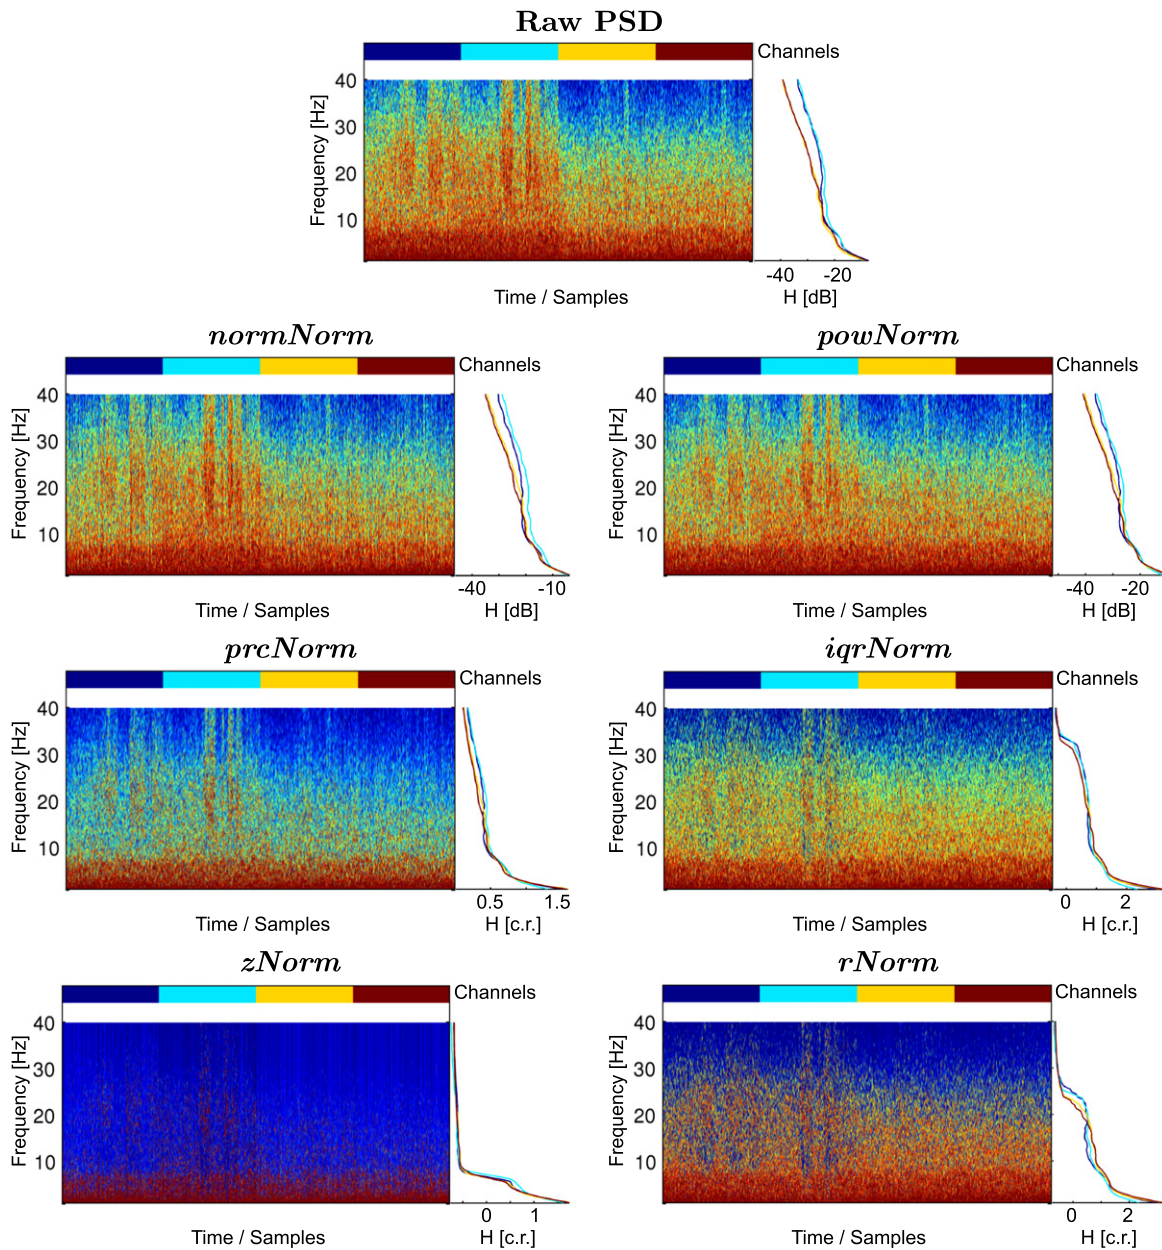 Raw PSD
Channels
40
30
20
10
Frequency [Hz]
-40 -20
Time / Samples
H [dB]
normNorm
Channels
40
30
20
10
Frequency [Hz]
-40 -10
Time / Samples
H [dB]
powNorm
Channels
40
30
20
10
Frequency [Hz]
-40 -20
Time / Samples
H [dB]
prcNorm
Channels
40
30
20
10
Frequency [Hz]
0.5 1.5
Time / Samples
H [c.r.]
iqrNorm
Channels
40
30
20
10
Frequency [Hz]
0 2
Time / Samples
H [c.r.]
zNorm
Channels
40
30
20
10
Frequency [Hz]
0 1
Time / Samples
H [c.r.]
rNorm
Channels
40
30
20
10
Frequency [Hz]
0 2
Time / Samples
H [c.r.]